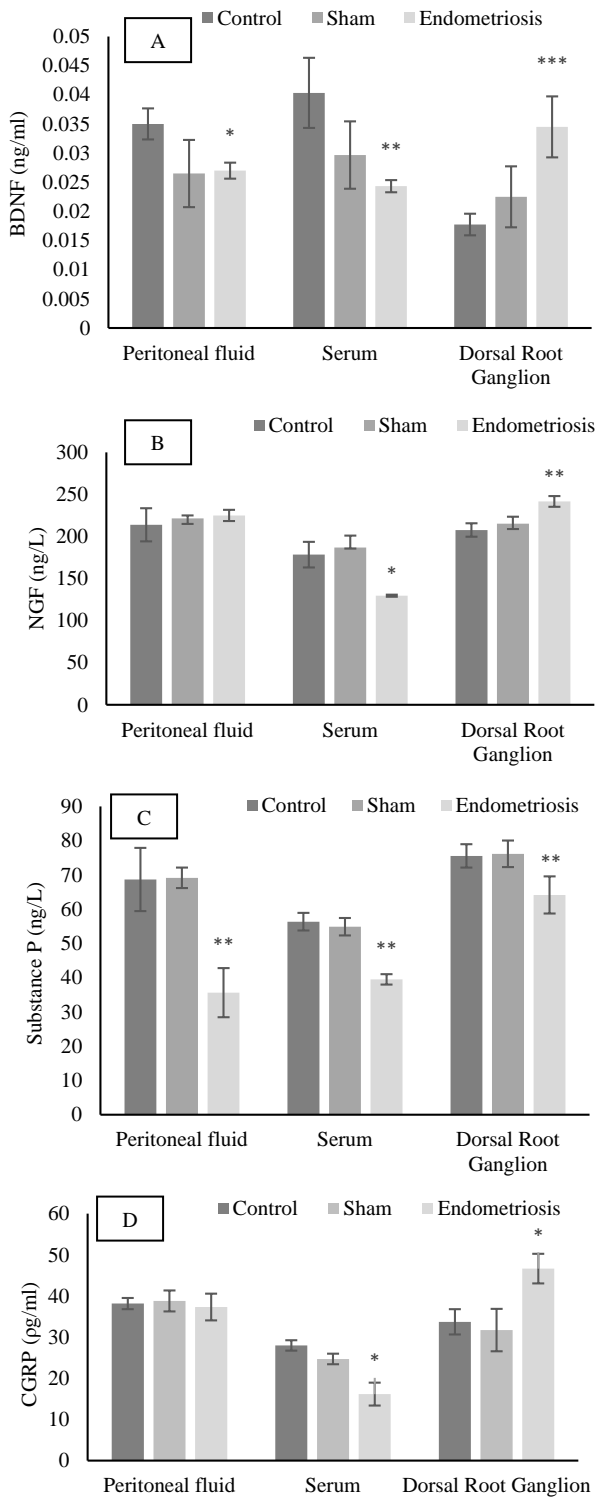 Control Sham Endometriosis
A
0.05
0.045
0.04
0.035
0.03
0.025
0.02
0.015
0.01
0.005
0
BDNF (ng/ml)
*
**
***
Peritoneal fluid Serum Dorsal Root
Ganglion
Control Sham Endometriosis
B
300
250
200
150
100
50
0
NGF (ng/L)
*
**
Peritoneal fluid Serum Dorsal Root
Ganglion
Control Sham Endometriosis
C
90
80
70
60
50
40
30
20
10
0
Substance P (ng/L)
**
**
**
Peritoneal fluid Serum Dorsal Root
Ganglion
Control Sham Endometriosis
D
60
50
40
30
20
10
0
CGRP (ρg/ml)
*
*
Peritoneal fluid Serum Dorsal Root Ganglion